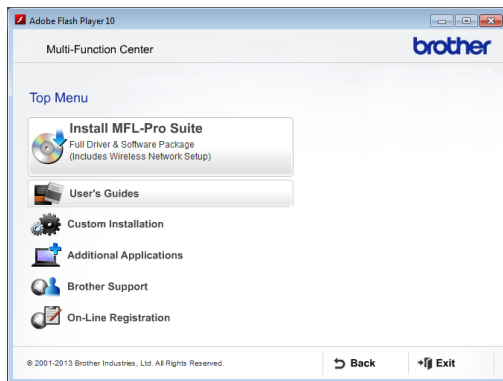 Adobe Flash Player 10
Multi-Function Center
brother
Top Menu
Install MFL-Pro Suite
Full Driver & Software Package
(Includes Wireless Network Setup)
User's Guides
Custom Installation
Additional Applications
Brother Support
On-Line Registration
© 2001-2013 Brother Industries, Ltd. All Rights Reserved.
Back
Exit